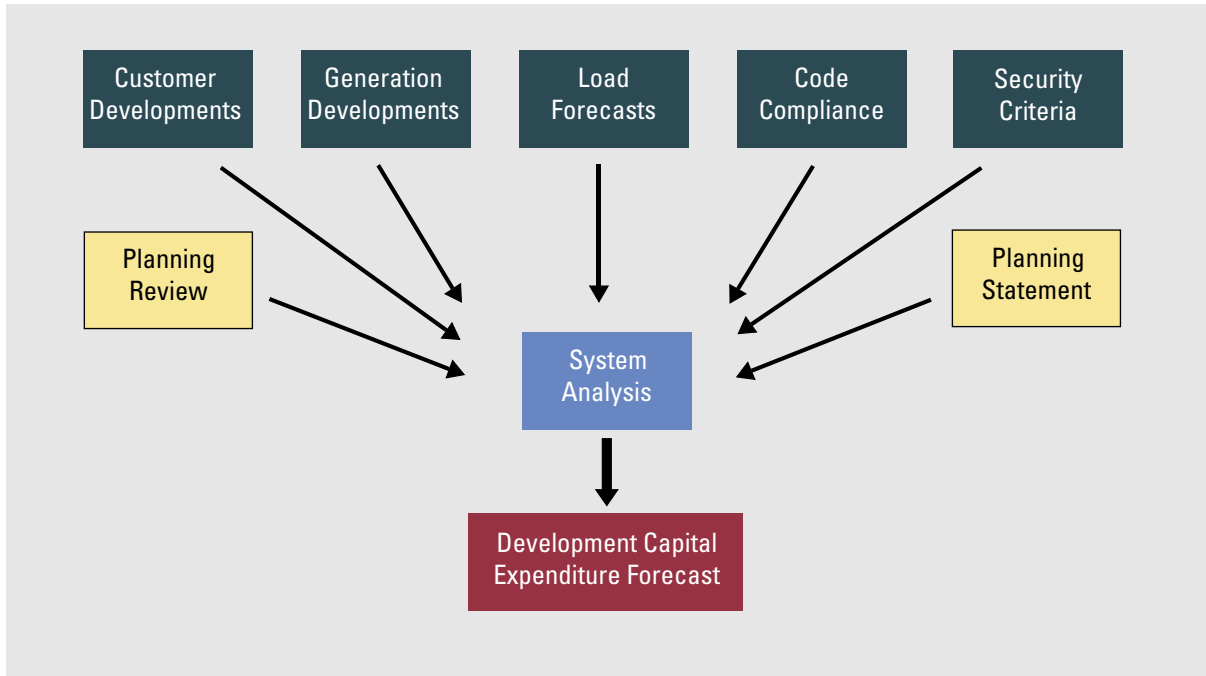 Customer
Developments
Generation
Developments
Load
Forecasts
Code
Compliance
Security
Criteria
Planning
Review
Planning
Statement
System
Analysis
Development Capital
Expenditure Forecast